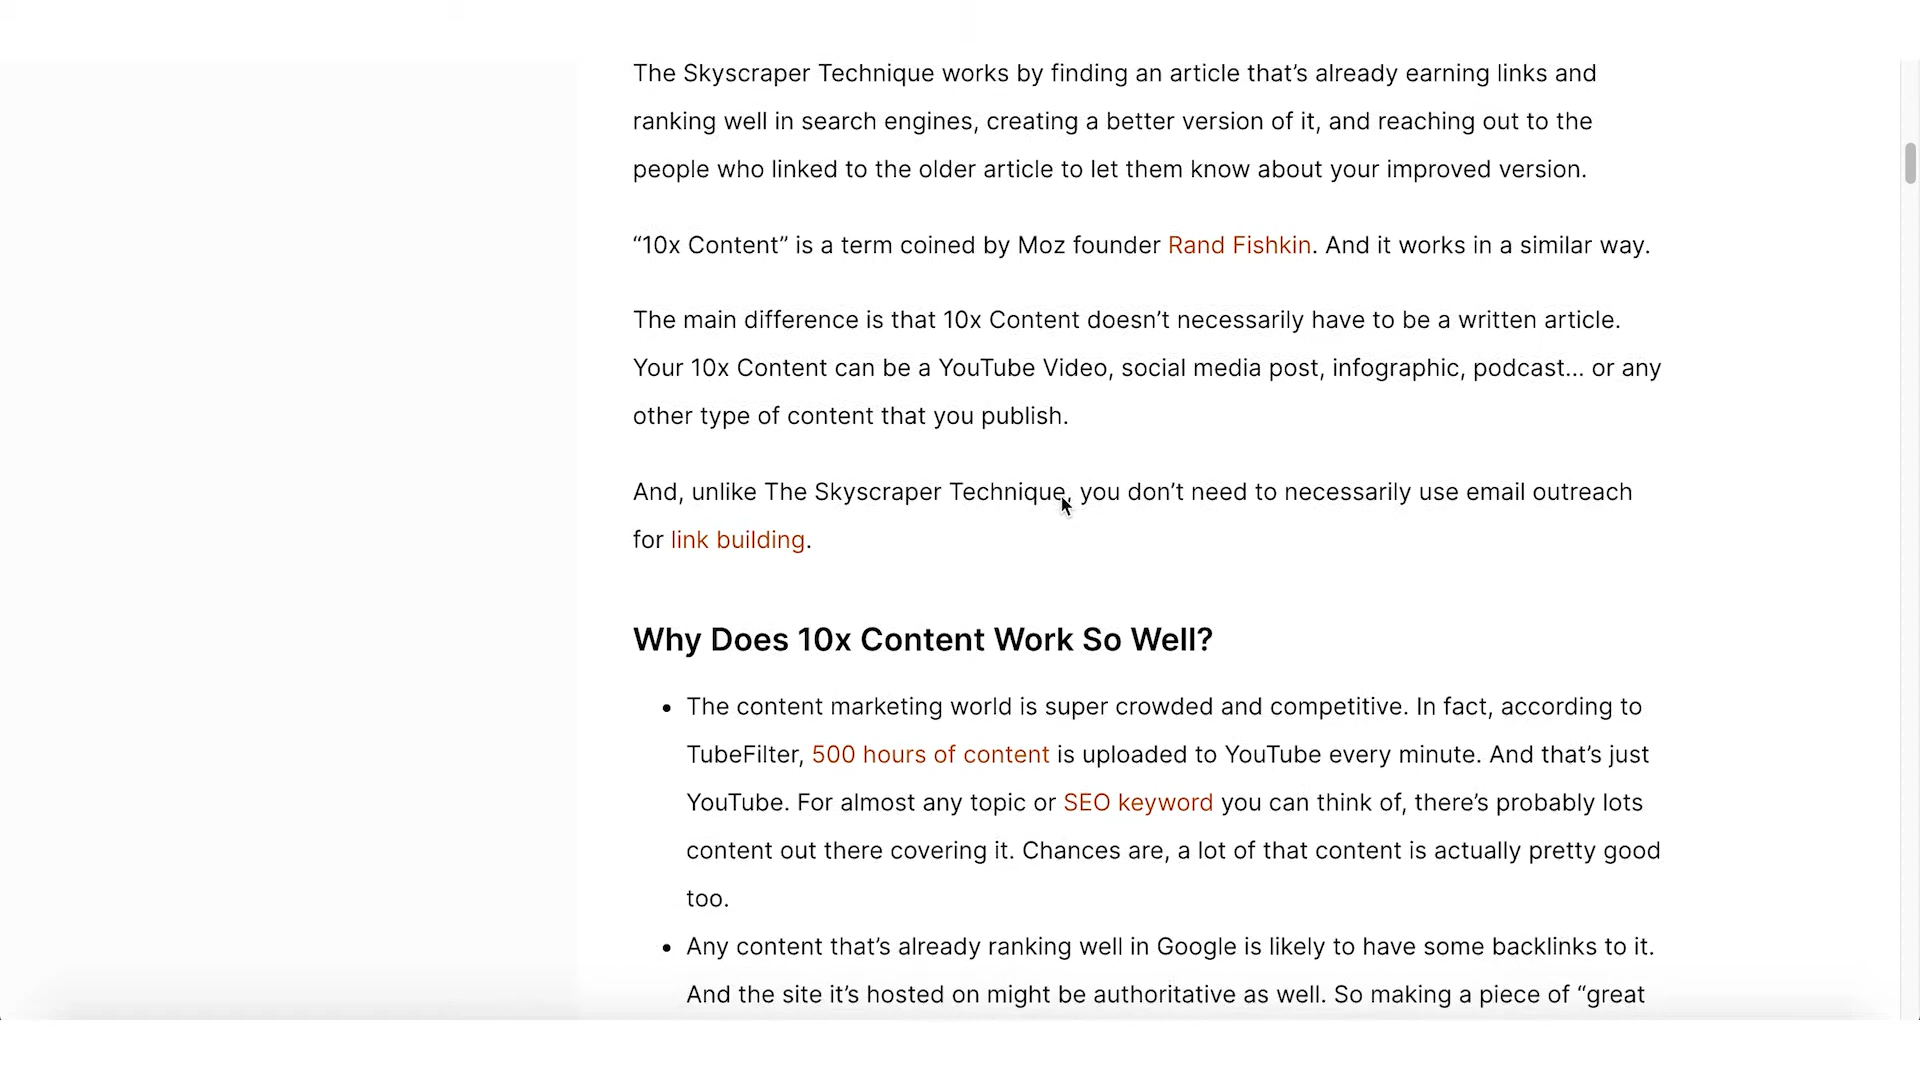 The Skyscraper Technique works by finding an article that’s already earning links and
ranking well in search engines, creating a better version of it, and reaching out to the
people who linked to the older article to let them know about your improved version.
“10x Content” is a term coined by Moz founder Rand Fishkin. And it works in a similar way.
The main difference is that 10x Content doesn’t necessarily have to be a written article.
Your 10x Content can be a YouTube Video, social media post, infographic, podcast… or any
other type of content that you publish.
And, unlike The Skyscraper Technique, you don’t need to necessarily use email outreach
for link building.
Why Does 10x Content Work So Well?
• The content marketing world is super crowded and competitive. In fact, according to
TubeFilter, 500 hours of content is uploaded to YouTube every minute. And that’s just
YouTube. For almost any topic or SEO keyword you can think of, there’s probably lots
content out there covering it. Chances are, a lot of that content is actually pretty good
too.
• Any content that’s already ranking well in Google is likely to have some backlinks to it.
And the site it’s hosted on might be authoritative as well. So making a piece of “great